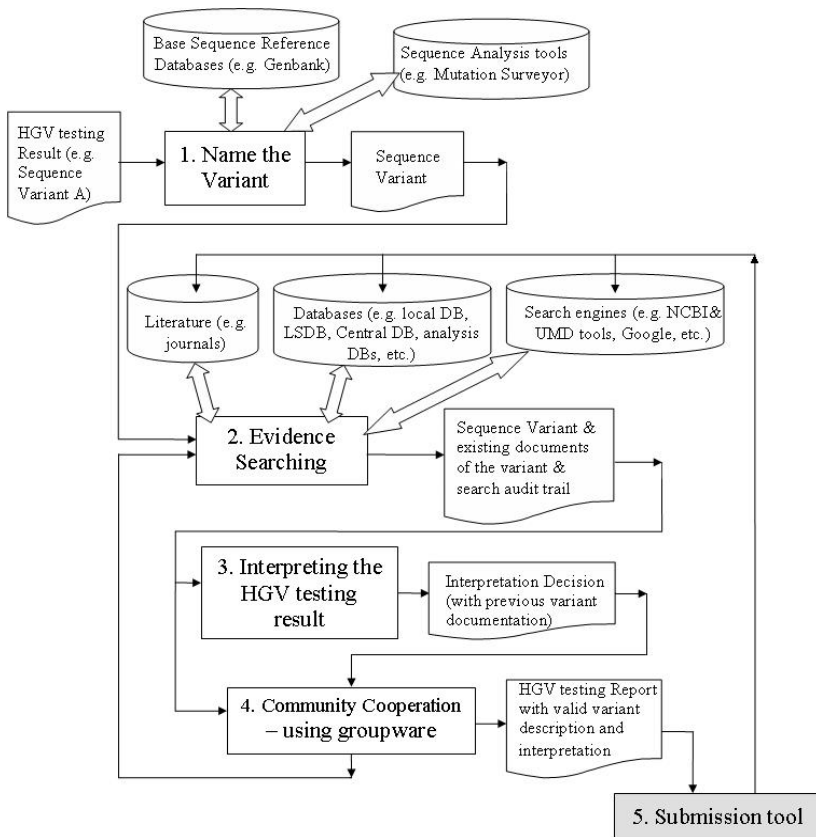 Base Sequence Reference
Databases (e.g. Genbank)
Sequence Analysis tools
(e.g. Mutation Surveyor)
HGV testing
Result (e.g.
Sequence
Variant A)
1. Name the
Variant
Sequence
Variant
Literature (e.g.
journals)
Databases (e.g. local DB,
LSDB, Central DB, analysis
DBs, etc.)
Search engines (e.g. NCBI&
UMD tools, Google, etc.)
2. Evidence
Searching
Sequence Variant &
existing documents
of the variant &
search audit trail
3. Interpreting the
HGV testing
result
Interpretation Decision
(with previous variant
documentation)
4. Community Cooperation
– using groupware
HGV testing Report
with valid variant
description and
interpretation
5. Submission tool